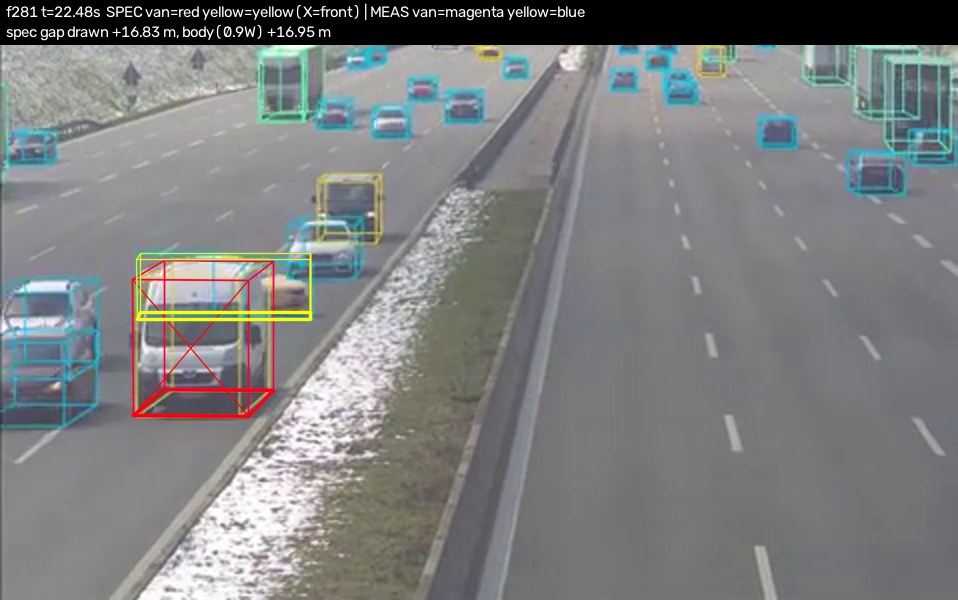 f281 t=22.48s SPEC van=red yellow=yellow (X=front) | MEAS van=magenta yellow=blue
spec gap drawn +16.83 m, body (0.9W) +16.95 m